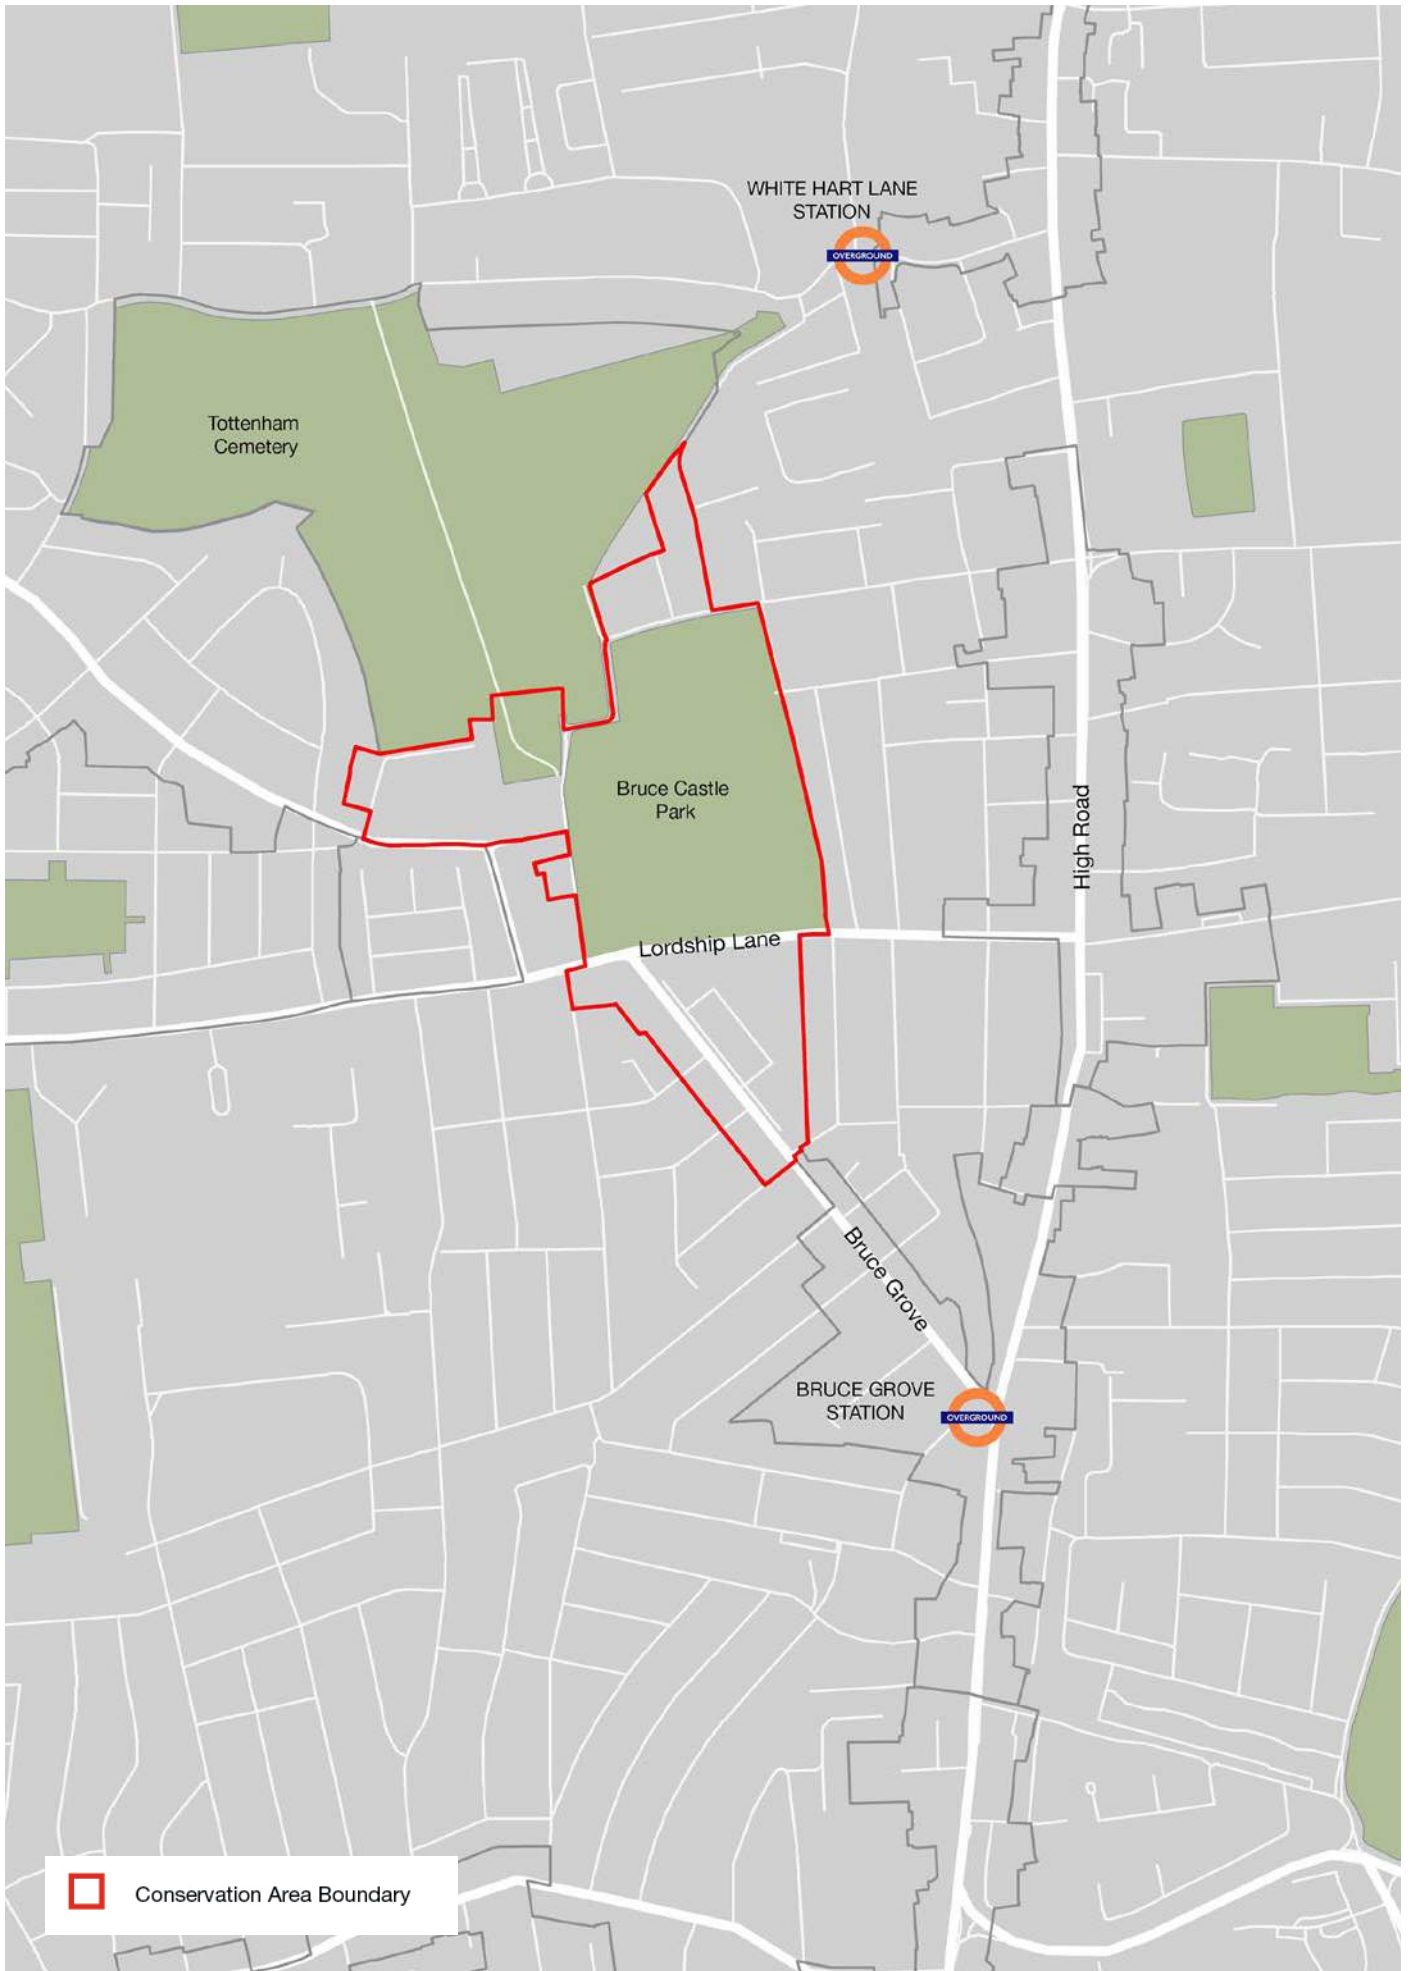 WHITE HART LANE
STATION
OVERGROUND
Tottenham
Cemetery
Bruce Castle
Park
High Road
Lordship Lane
Bruce Grove
BRUCE GROVE
STATION
OVERGROUND
Conservation Area Boundary